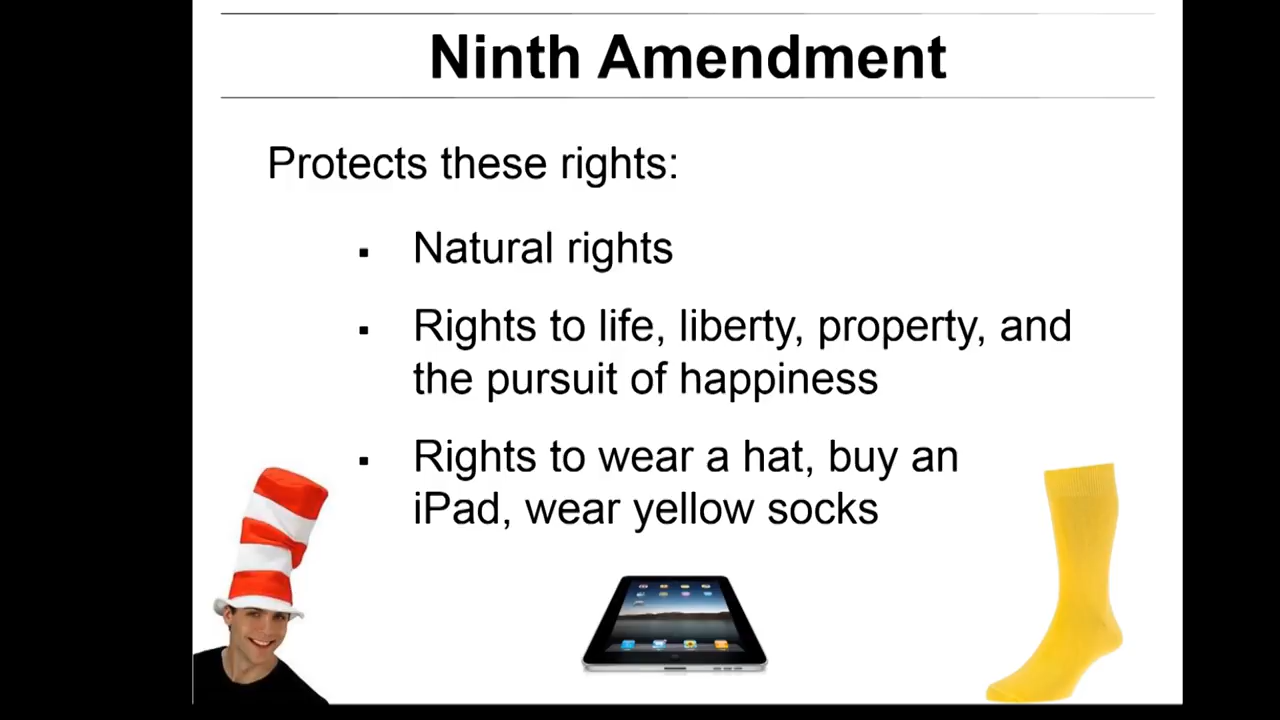 Ninth Amendment
Protects these rights:
▪ Natural rights
▪ Rights to life, liberty, property, and
the pursuit of happiness
▪ Rights to wear a hat, buy an
iPad, wear yellow socks